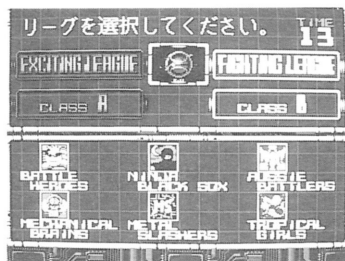 リーグを選択してください。
TIME
13
EXCITING LEAGUE
FIGHTING LEAGUE
CLASS A
CLASS B
BATTLE HEROES
NINJA BLACK SOX
AUSSIE BATTLERS
MECHANICAL BRAINS
METAL SLASHERS
TROPICAL GIRLS